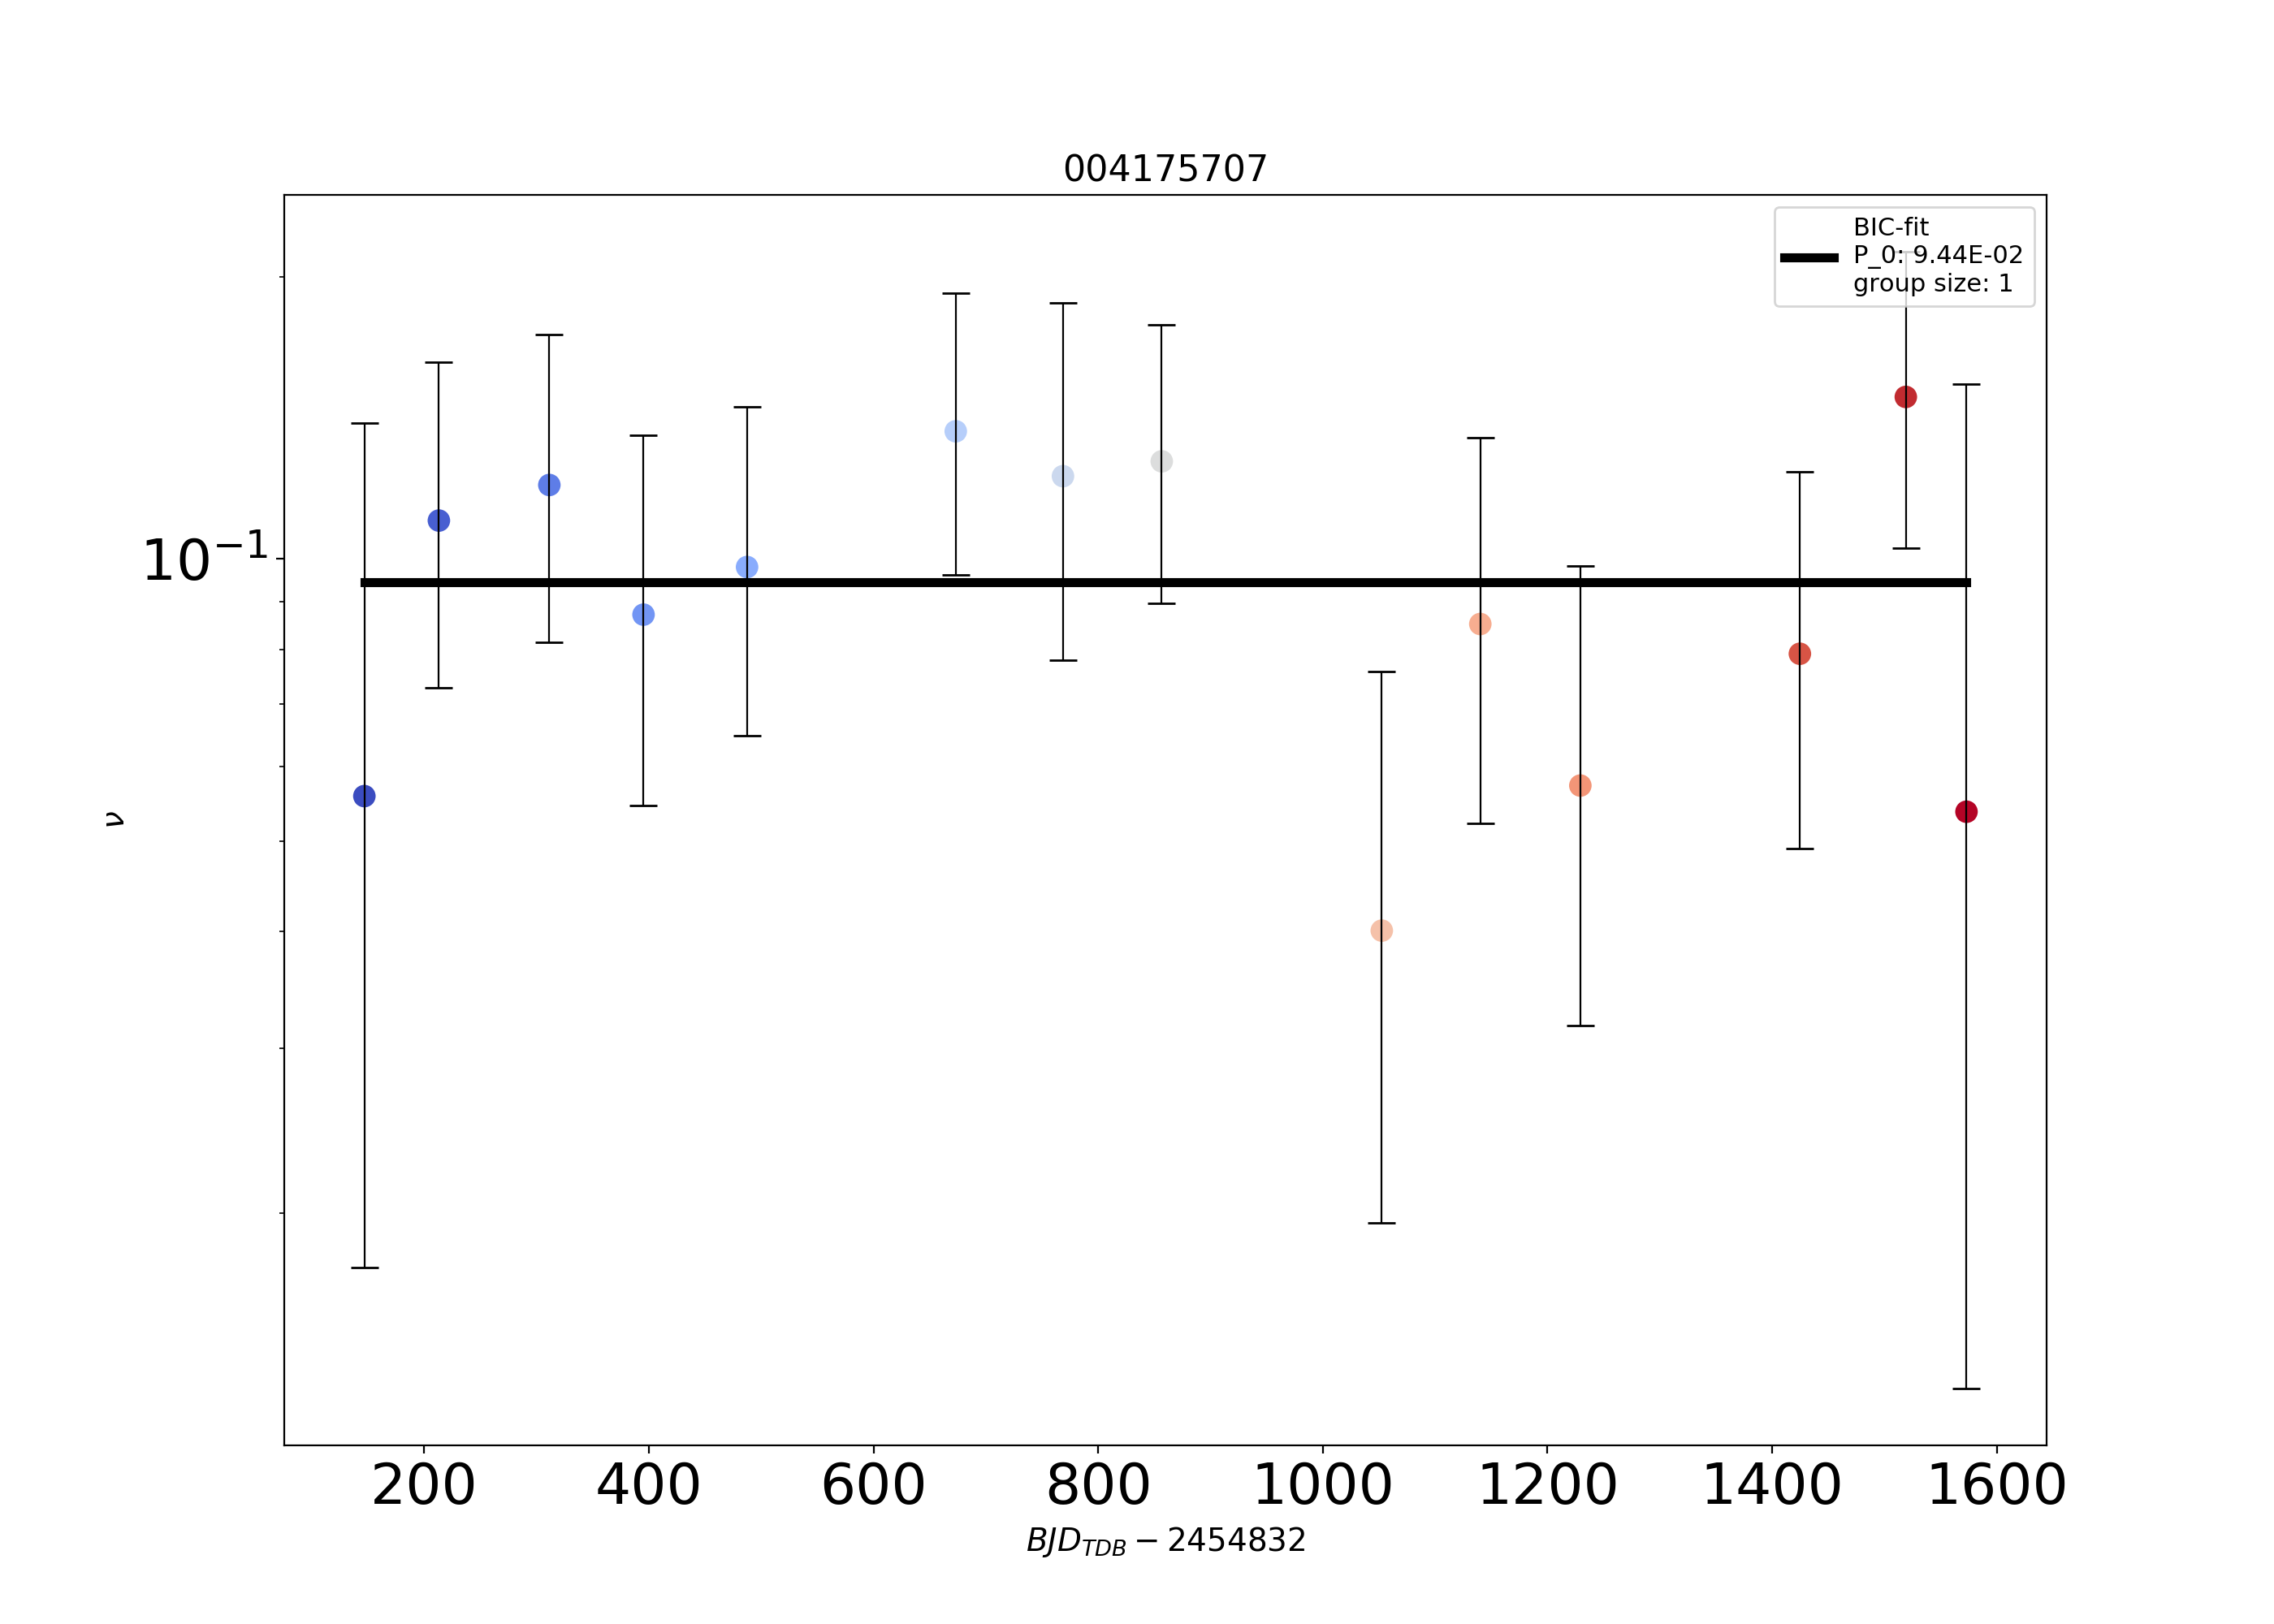 004175707
BIC-fit
P_0: 9.44E-02
group size: 1
10^{-1}
ν
200 400 600 800 1000 1200 1400 1600
BJD_{TDB} − 2454832